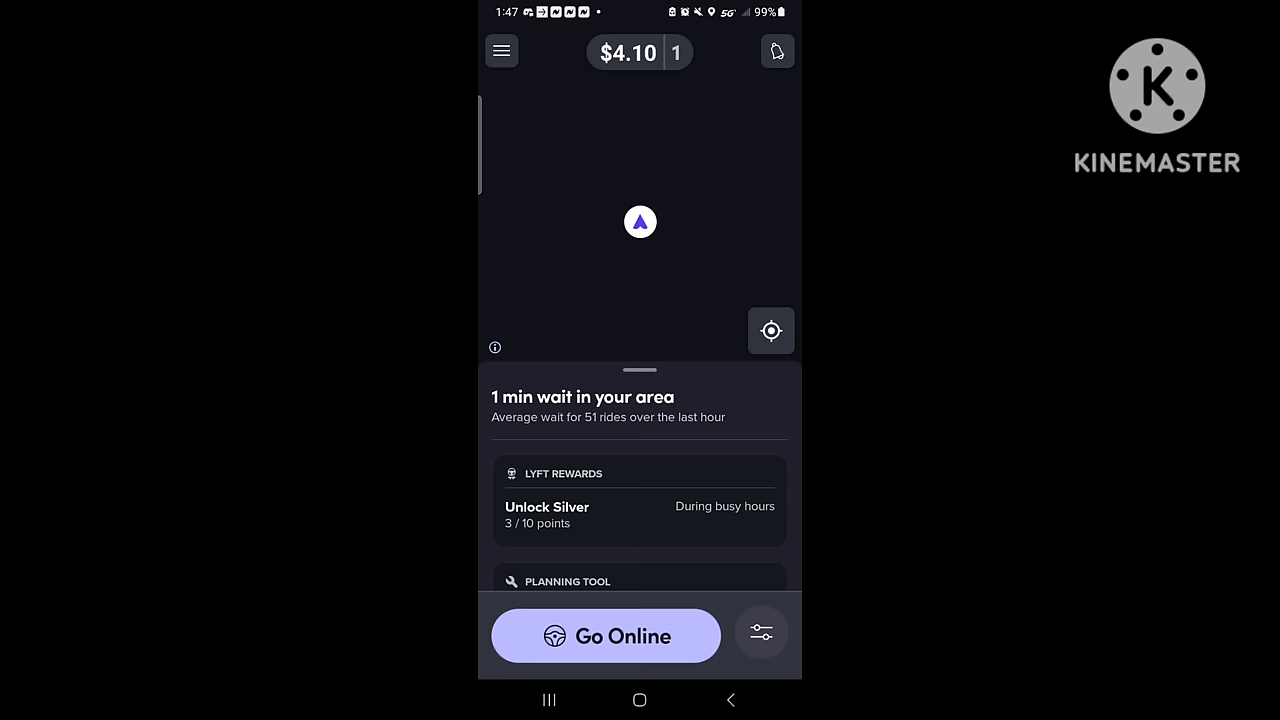 1:47 5G 99%
$4.10 1
K
KINEMASTER
1 min wait in your area
Average wait for 51 rides over the last hour
LYFT REWARDS
Unlock Silver During busy hours
3 / 10 points
PLANNING TOOL
Go Online